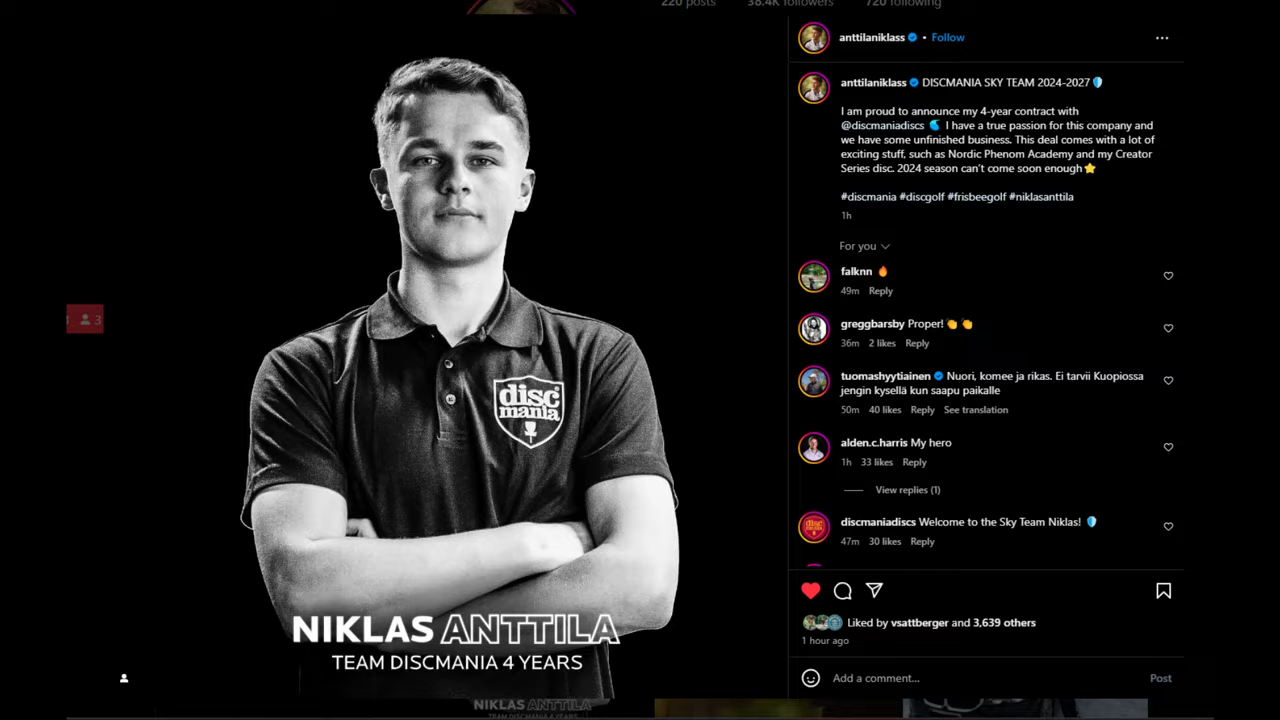 220 posts 38.4K followers 720 following
anttilaniklass • Follow
anttilaniklass DISCMANIA SKY TEAM 2024-2027
I am proud to announce my 4-year contract with
@discmaniadiscs I have a true passion for this company and
we have some unfinished business. This deal comes with a lot of
exciting stuff, such as Nordic Phenom Academy and my Creator
Series disc. 2024 season can't come soon enough⭐
#discmania #discgolf #frisbeegolf #niklasanttila
1h
For you
falknn 🔥
49m Reply
greggbarsby Proper! 👏 👏
36m 2 likes Reply
tuomashyytiainen Nuori, komee ja rikas. Ei tarvii Kuopiossa
jengin kysellä kun saapu paikalle
50m 40 likes Reply See translation
alden.c.harris My hero
1h 33 likes Reply
View replies (1)
discmaniadiscs Welcome to the Sky Team Niklas!
47m 30 likes Reply
Liked by vsattberger and 3,639 others
1 hour ago
Add a comment...
Post
3
disc
mania
NIKLAS ANTTILA
TEAM DISCMANIA 4 YEARS
NIKLAS ANTTILA
TEAM DISCMANIA 4 YEARS